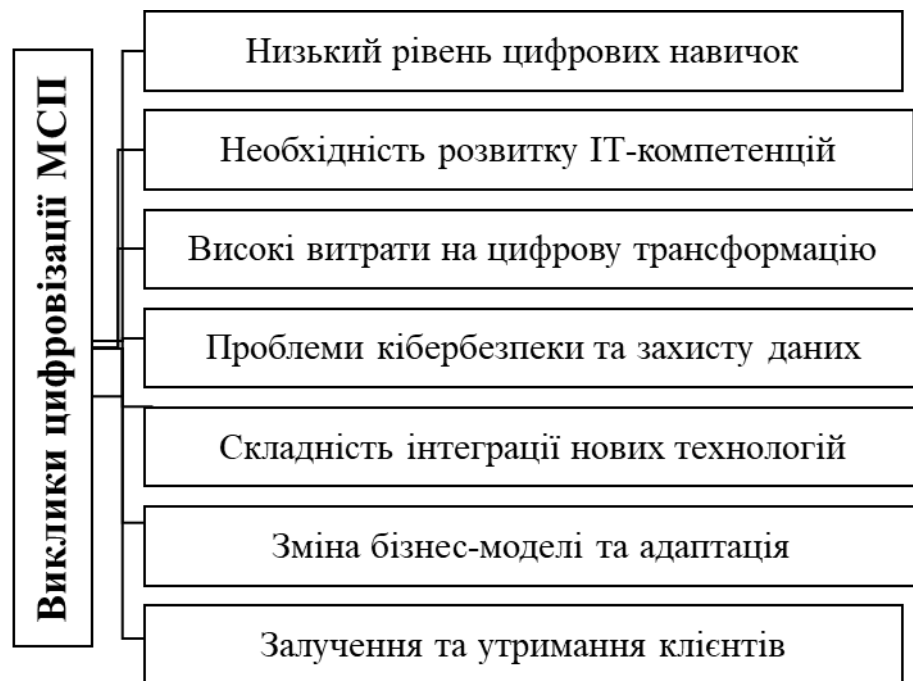 Виклики цифровізації МСП
Низький рівень цифрових навичок
Необхідність розвитку ІТ-компетенцій
Високі витрати на цифрову трансформацію
Проблеми кібербезпеки та захисту даних
Складність інтеграції нових технологій
Зміна бізнес-моделі та адаптація
Залучення та утримання клієнтів